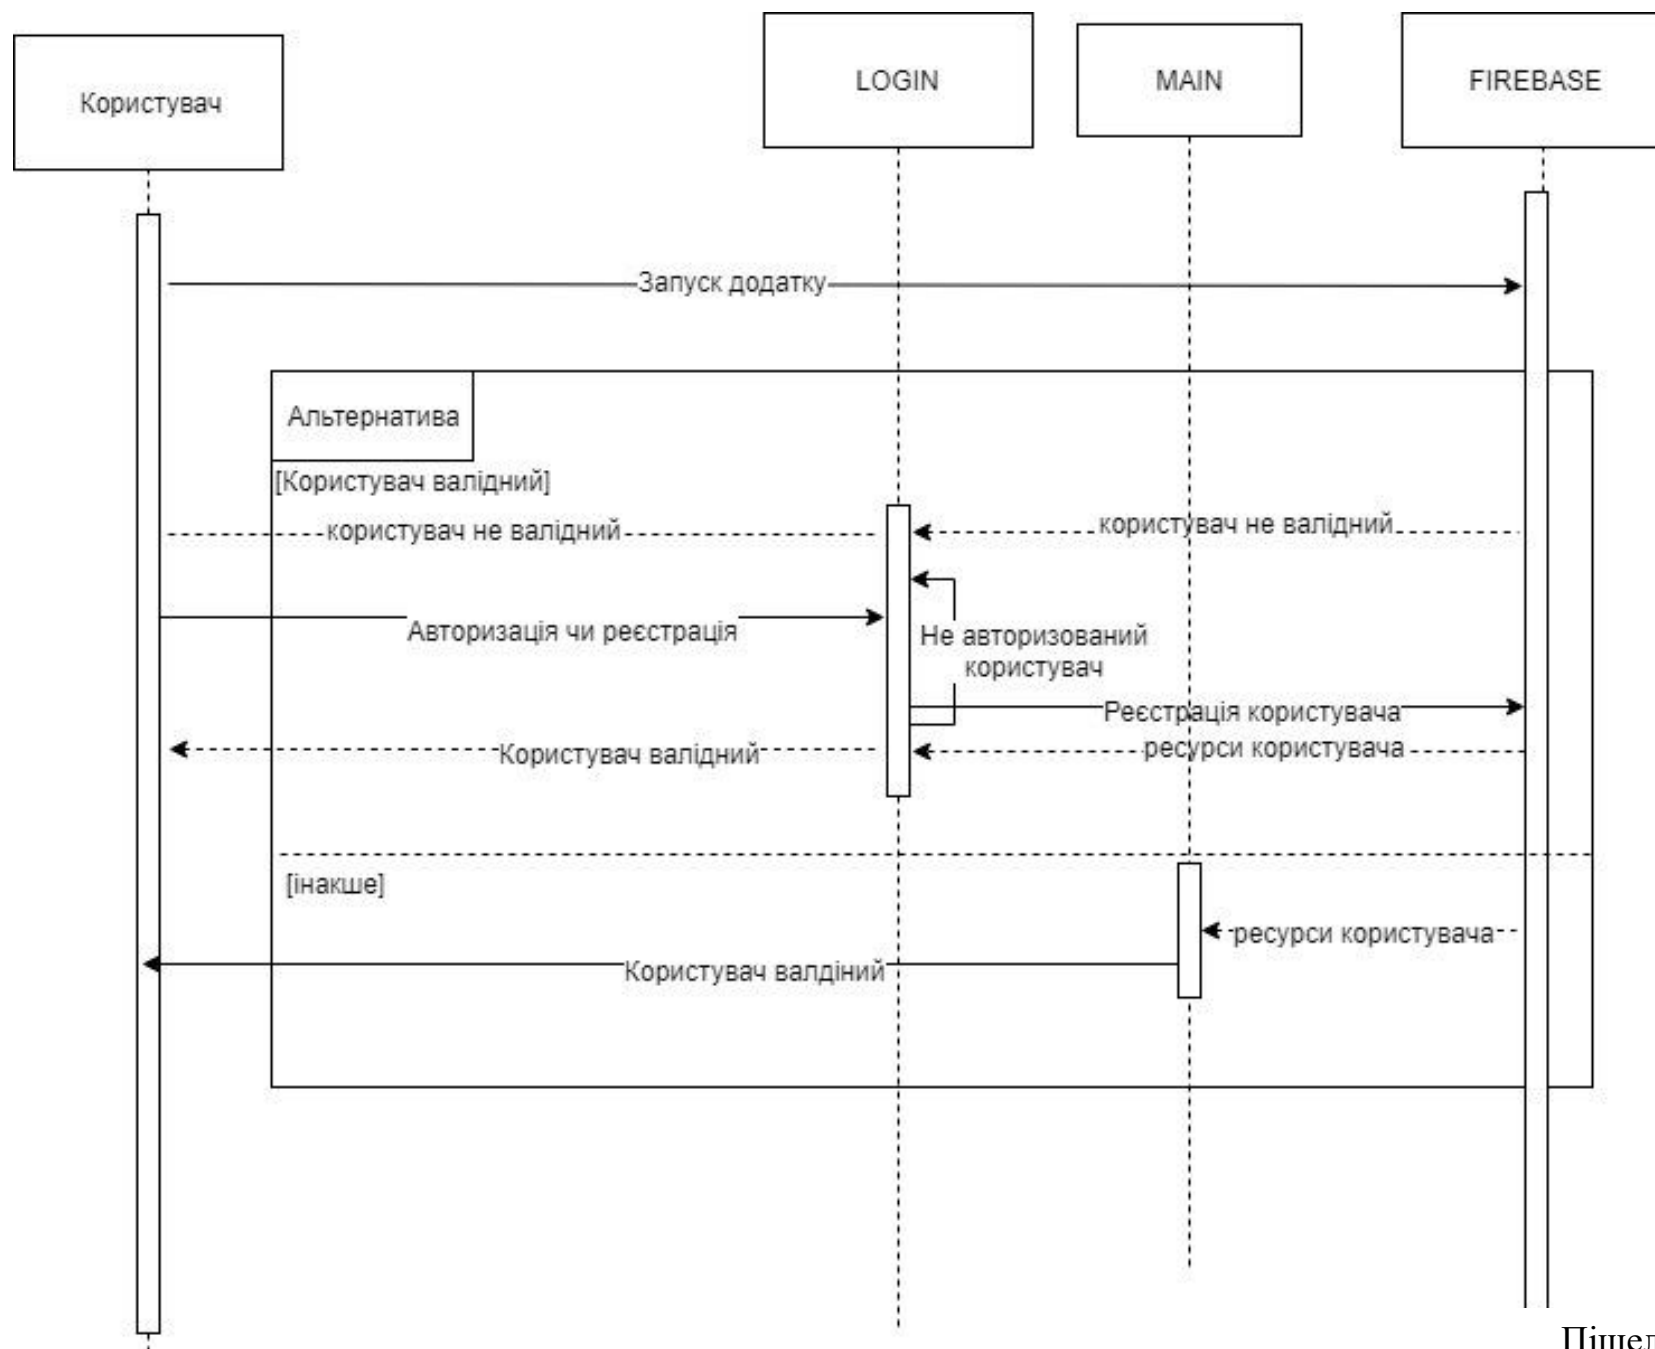 Користувач
LOGIN
MAIN
FIREBASE
Запуск додатку
Альтернатива
[Користувач валідний]
користувач не валідний
користувач не валідний
Авторизація чи реєстрація
Не авторизований
користувач
Реєстрація користувача
Користувач валідний
ресурси користувача
[інакше]
ресурси користувача
Користувач валдіний